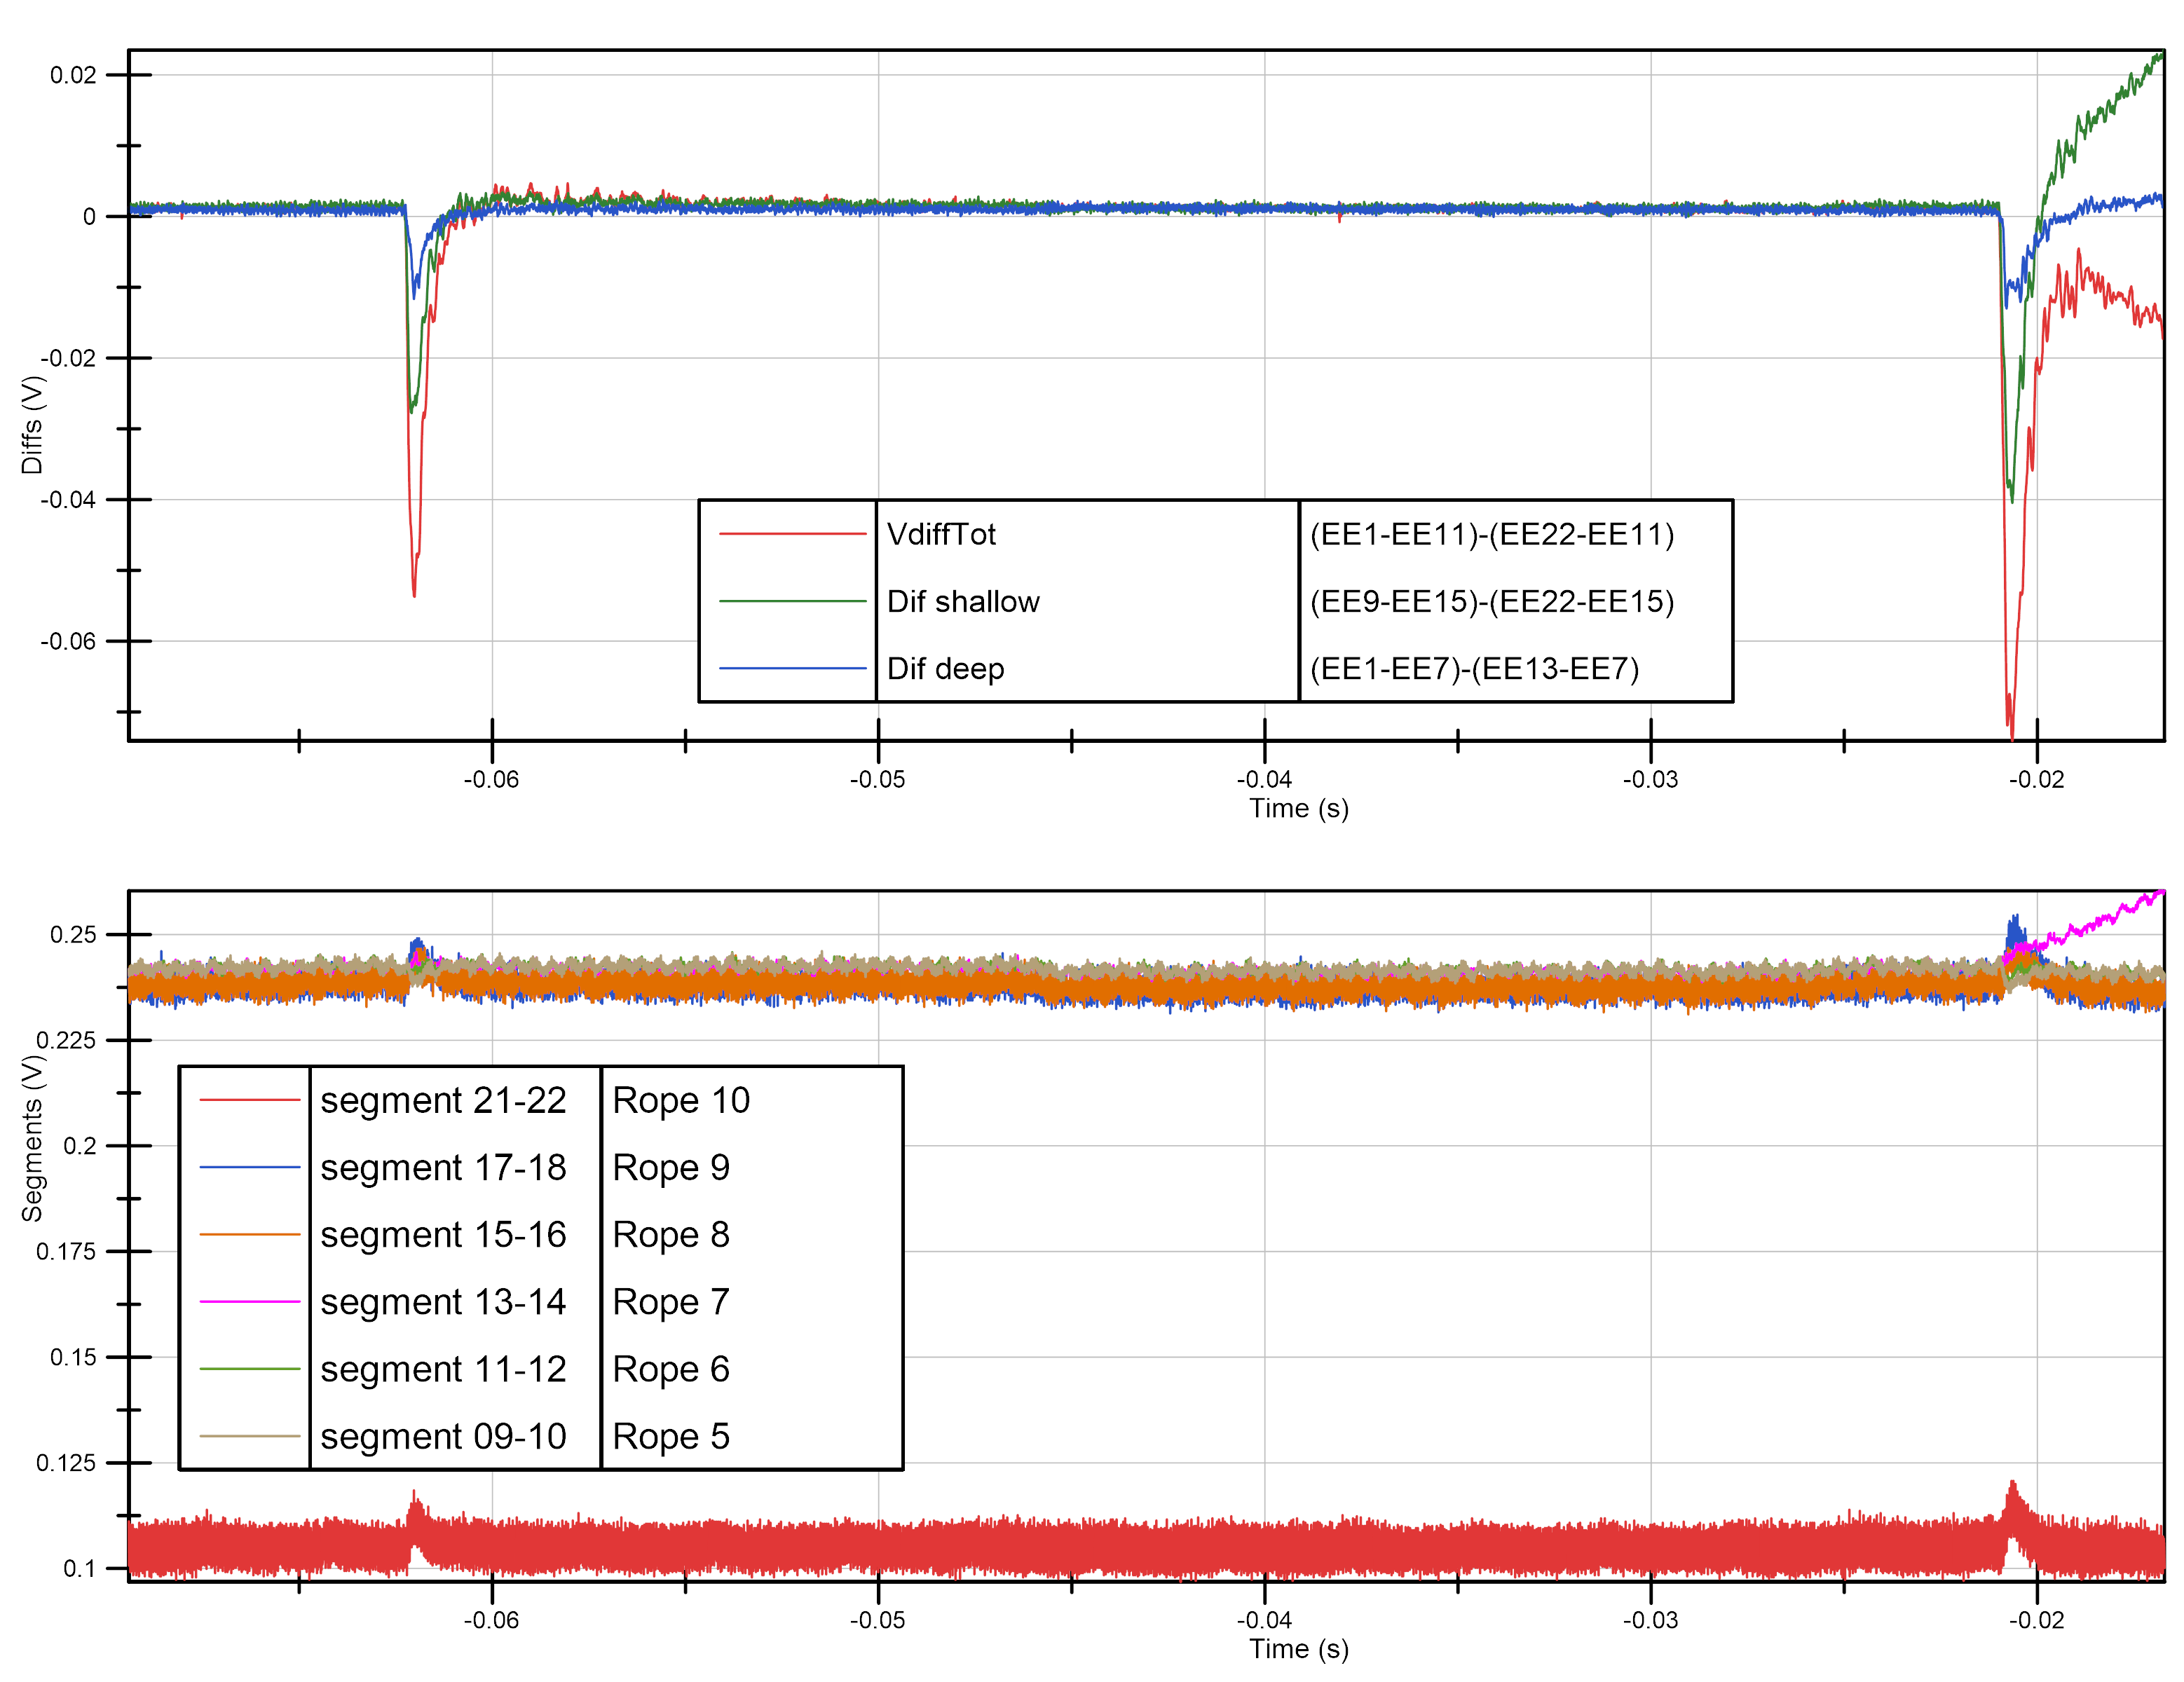 0.02
0
-0.02
-0.04
-0.06
Diffs (V)
VdiffTot (EE1-EE11)-(EE22-EE11)
Dif shallow (EE9-EE15)-(EE22-EE15)
Dif deep (EE1-EE7)-(EE13-EE7)
-0.06 -0.05 -0.04 -0.03 -0.02
Time (s)
0.25
0.225
0.2
0.175
0.15
0.125
0.1
Segments (V)
segment 21-22 Rope 10
segment 17-18 Rope 9
segment 15-16 Rope 8
segment 13-14 Rope 7
segment 11-12 Rope 6
segment 09-10 Rope 5
-0.06 -0.05 -0.04 -0.03 -0.02
Time (s)